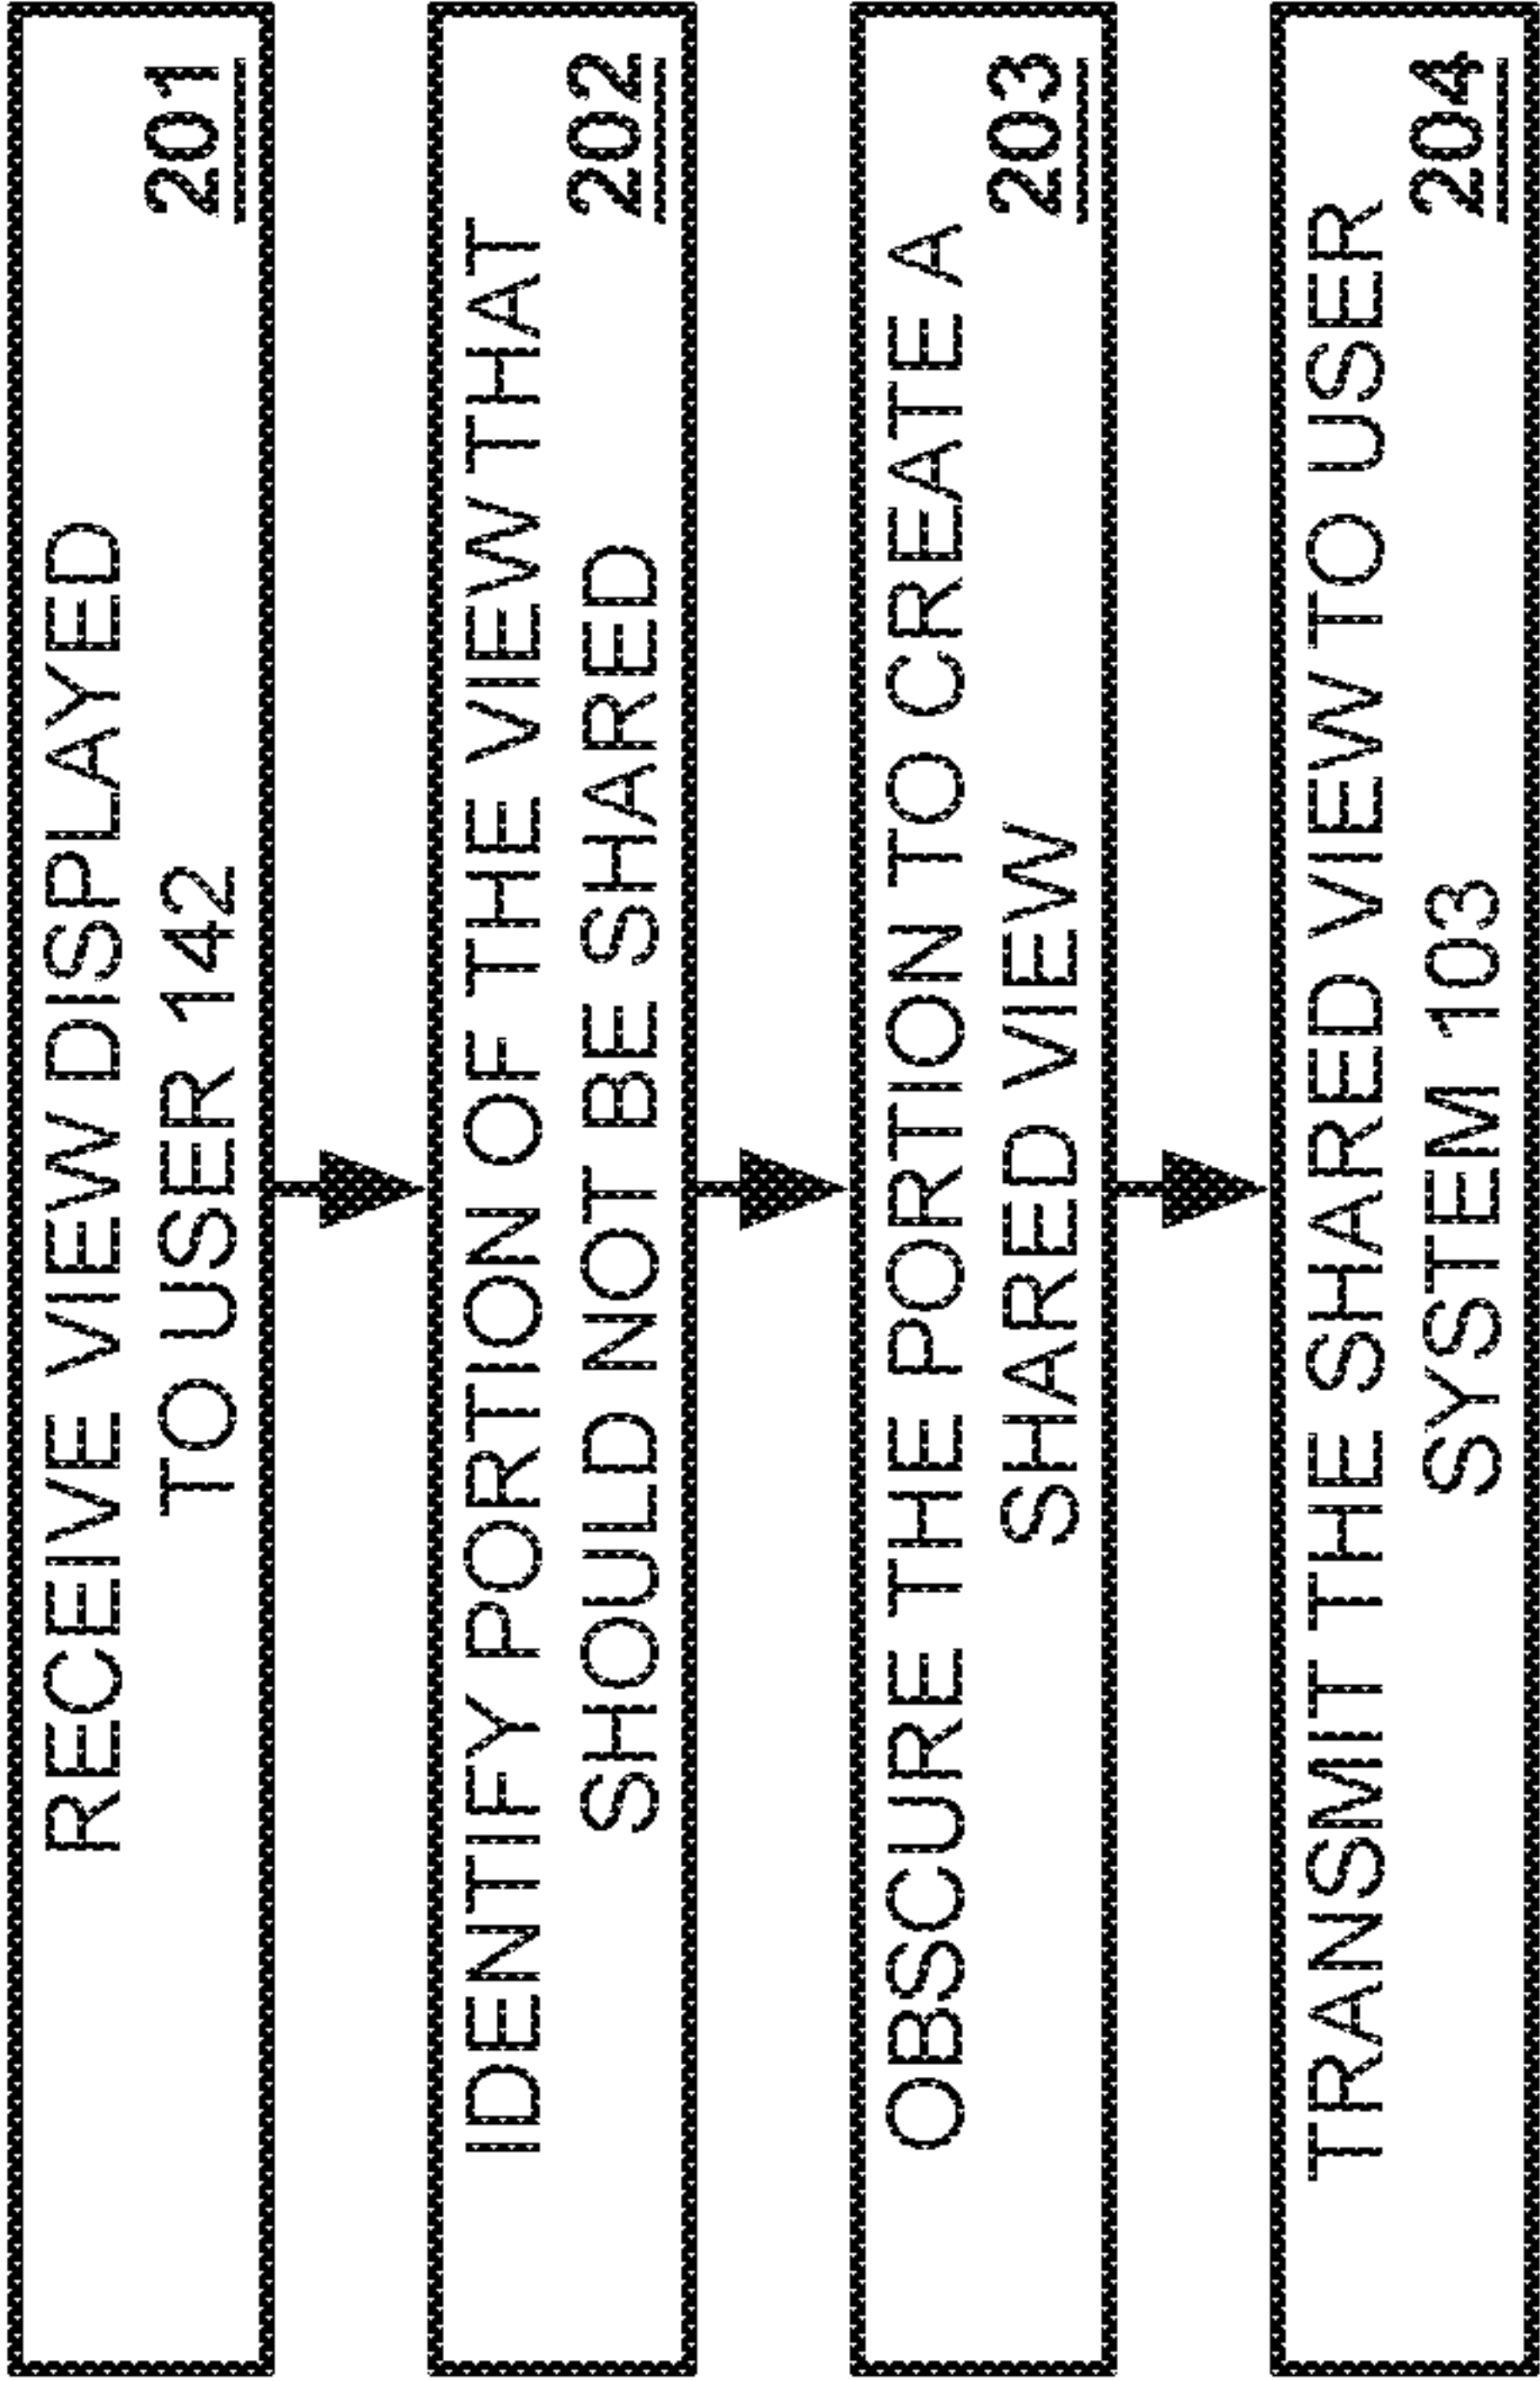 RECEIVE VIEW DISPLAYED
TO USER 142
201
IDENTIFY PORTION OF THE VIEW THAT
SHOULD NOT BE SHARED
202
OBSCURE THE PORTION TO CREATE A
SHARED VIEW
203
TRANSMIT THE SHARED VIEW TO USER
SYSTEM 103
204